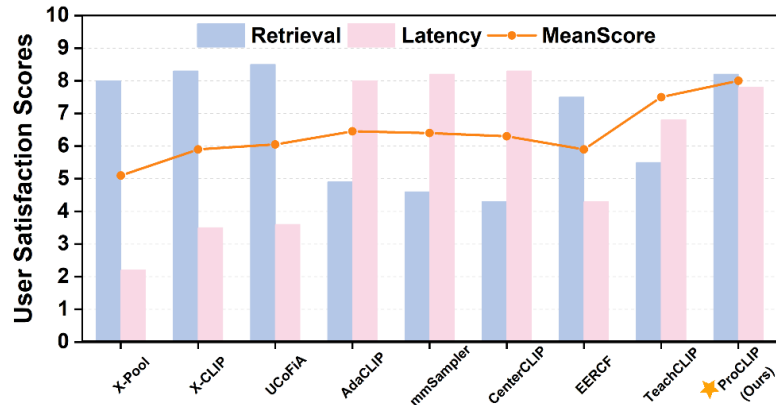 Retrieval Latency MeanScore
User Satisfaction Scores
10
9
8
7
6
5
4
3
2
1
0
X-Pool
X-CLIP
UCoFiA
AdaCLIP
mmSampler
CenterCLIP
EERCF
TeachCLIP
ProCLIP
(Ours)